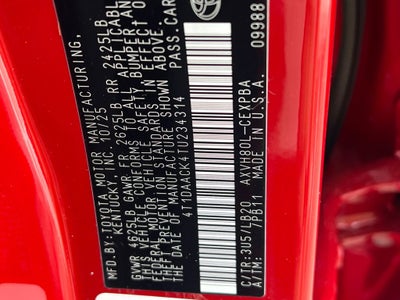 MFD. BY:TOYOTA MOTOR MANUFACTURING,
KENTUCKY, INC. 10/25
GVWR 4625LB GAWR FR 2625LB RR 2425LB
THIS VEHICLE CONFORMS TO ALL APPLICABLE
FEDERAL MOTOR VEHICLE SAFETY BUMPER
THEFT PREVENTION STANDARDS IN EFFECT ON
THE DATE OF MANUFACTURE SHOWN ABOVE.
4T1DAACK4TU234314 PASS.CAR
C/TR:3U5/LB20 AXVH80L-CEXPBA
A/TM: /PB11 MADE IN U.S.A.
09988